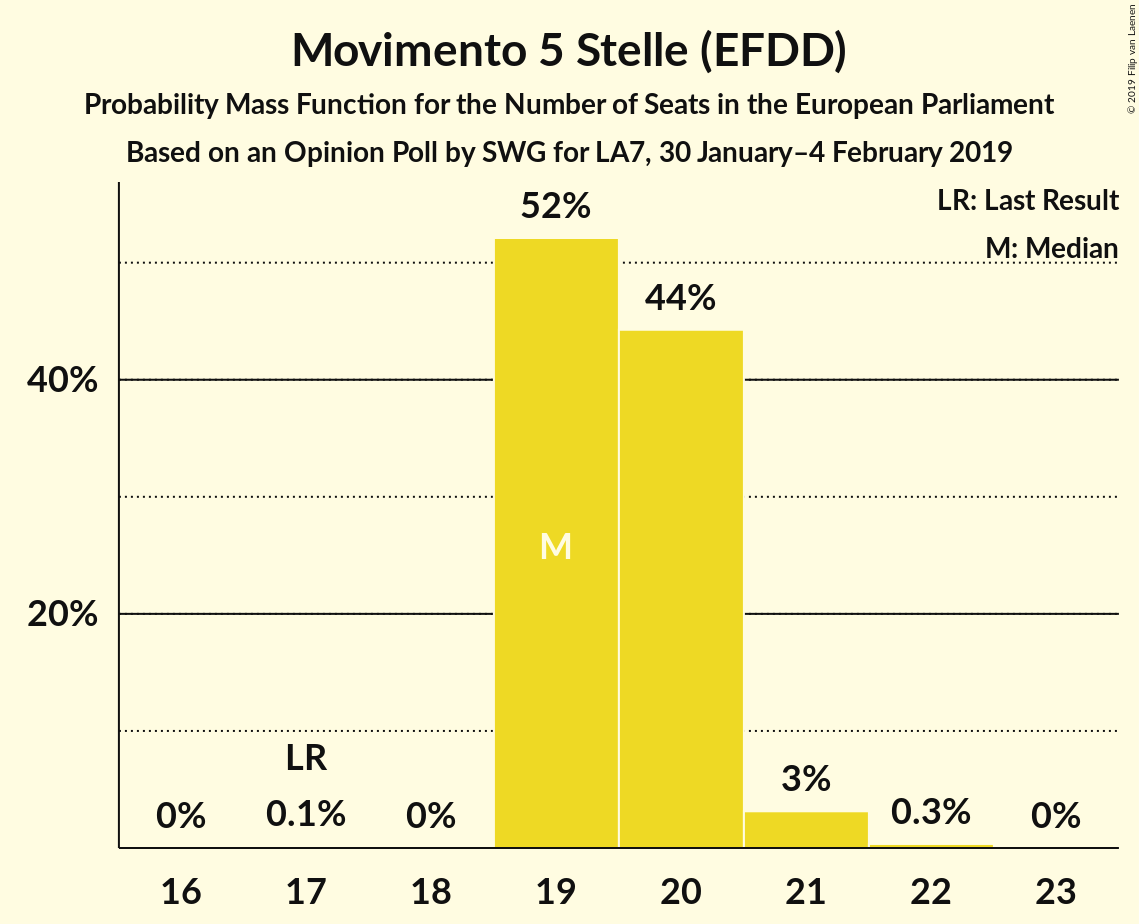 Movimento 5 Stelle (EFDD)
Probability Mass Function for the Number of Seats in the European Parliament
Based on an Opinion Poll by SWG for LA7, 30 January–4 February 2019
© 2019 Filip van Laenen
LR: Last Result
M: Median
52%
44%
40%
M
20%
LR
3%
0% 0.1% 0% 0.3% 0%
16 17 18 19 20 21 22 23